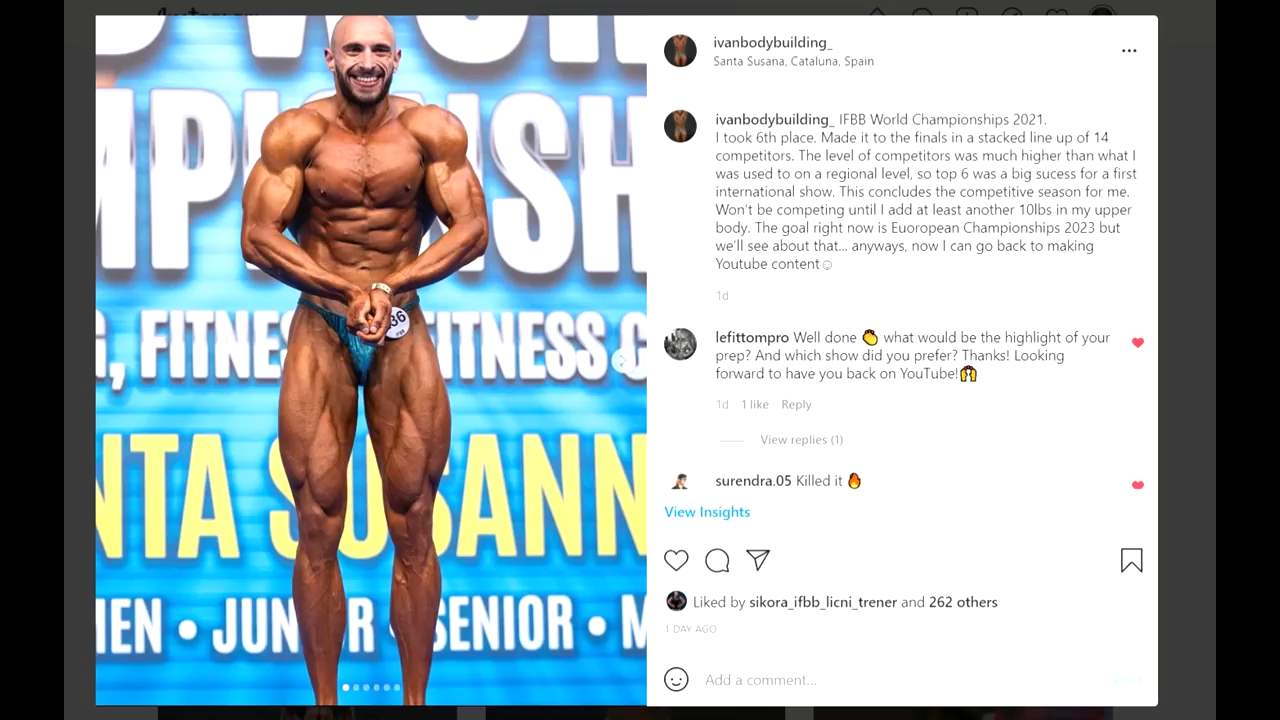 D WOR
MPIONSH
G, FITNE
FITNESS C
36
IFBB
NTA SUSANN
MEN • JUN
R • SENIOR • M
ivanbodybuilding_
Santa Susana, Cataluna, Spain
ivanbodybuilding_ IFBB World Championships 2021.
I took 6th place. Made it to the finals in a stacked line up of 14
competitors. The level of competitors was much higher than what I
was used to on a regional level, so top 6 was a big sucess for a first
international show. This concludes the competitive season for me.
Won't be competing until I add at least another 10lbs in my upper
body. The goal right now is Euoropean Championships 2023 but
we'll see about that... anyways, now I can go back to making
Youtube content☺
1d
lefittompro Well done 👏 what would be the highlight of your
prep? And which show did you prefer? Thanks! Looking
forward to have you back on YouTube!🙌
1d 1 like Reply
View replies (1)
surendra.05 Killed it 🔥
View Insights
Liked by sikora_ifbb_licni_trener and 262 others
1 DAY AGO
Add a comment...